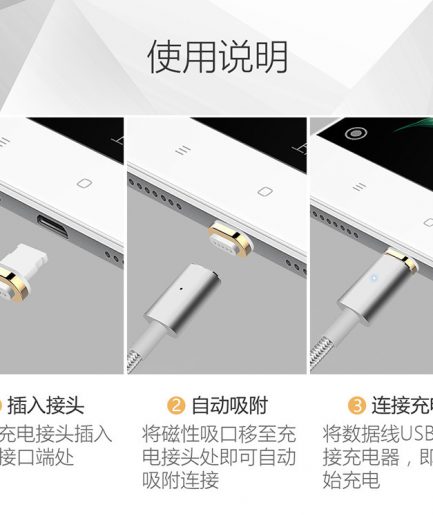 使用说明
插入接头
充电接头插入
接口端处
2 自动吸附
将磁性吸口移至充
电接头处即可自动
吸附连接
3 连接充
将数据线USB
接充电器，即
始充电